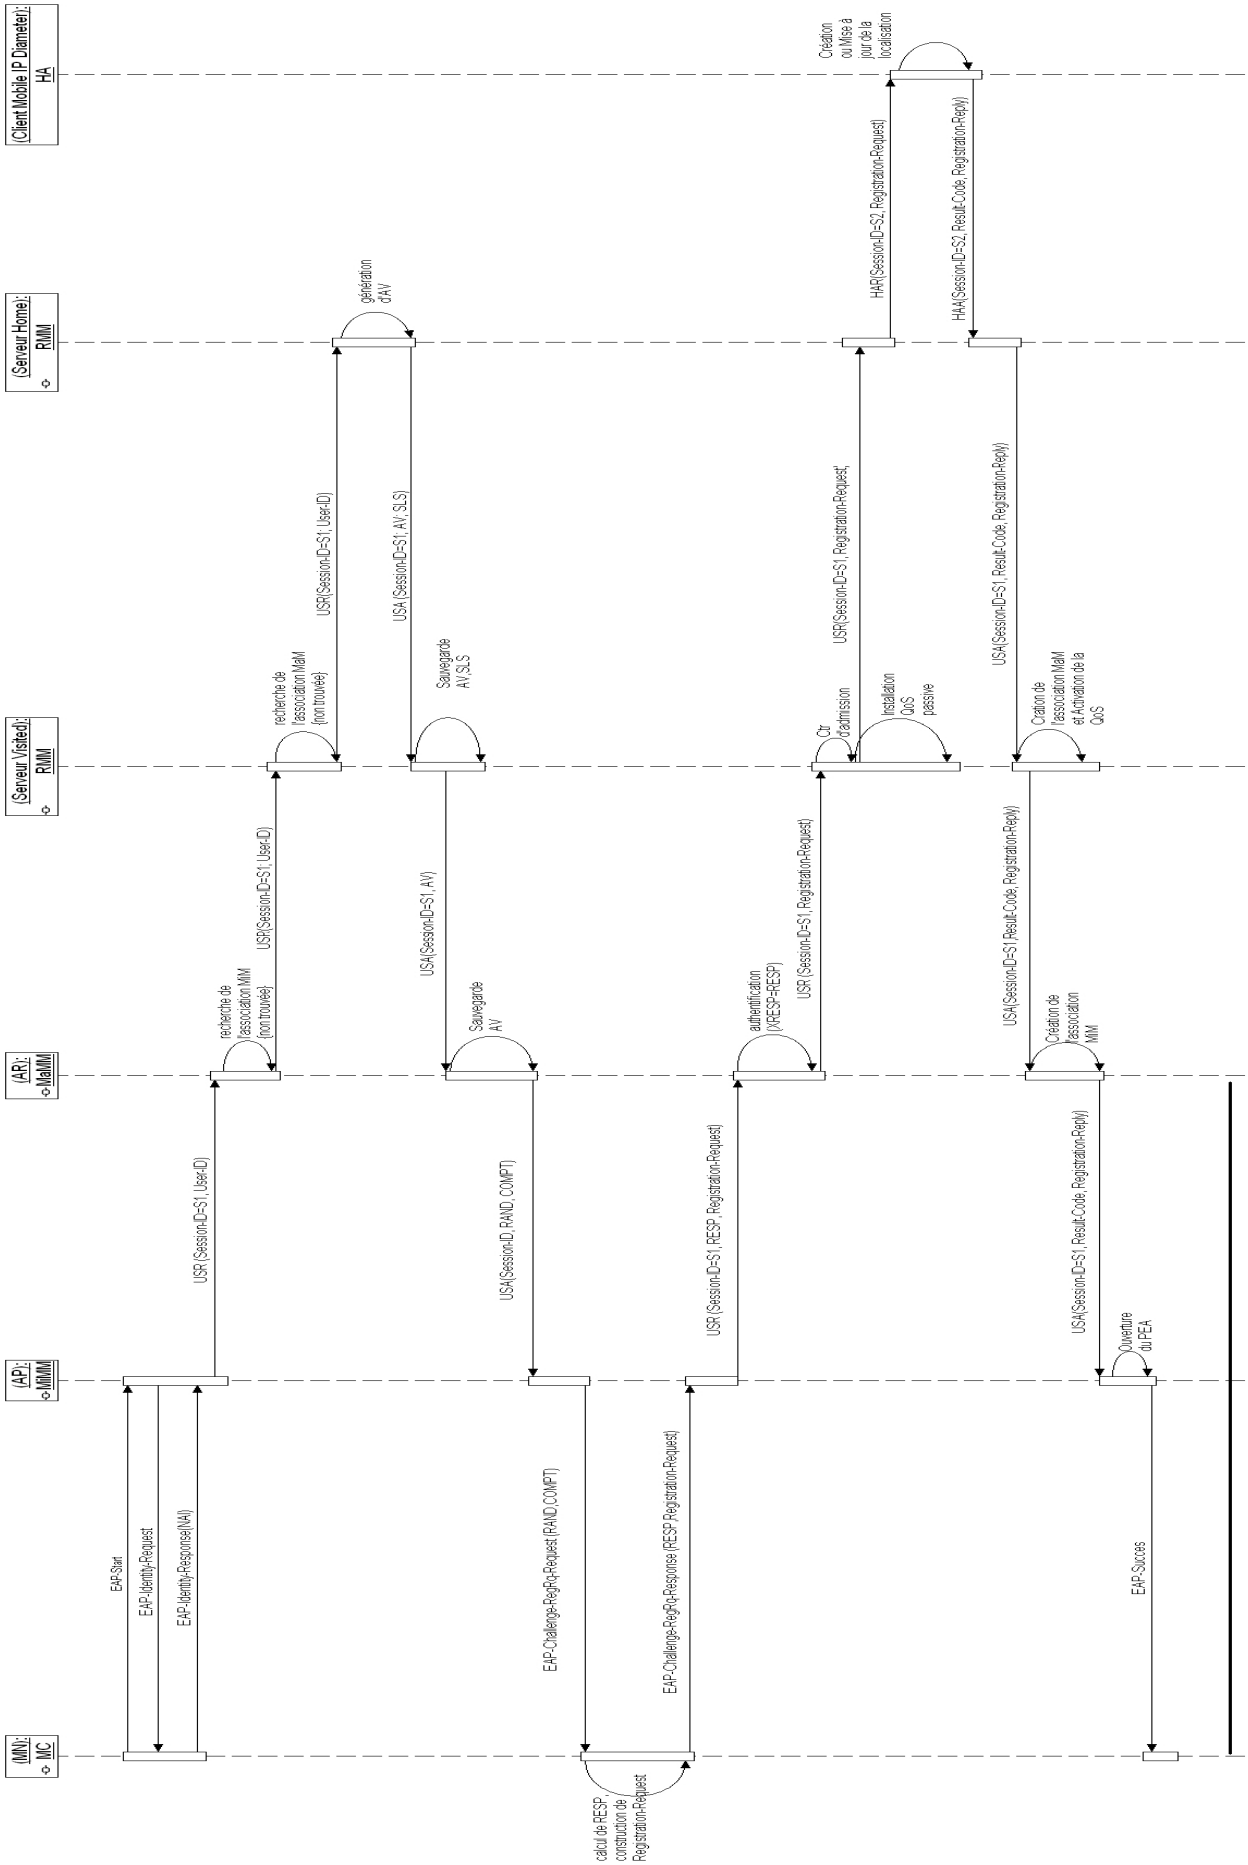 (MN):
MC
(AP):
MiMM
(AR):
MaMM
(Serveur Visited):
RMM
(Serveur Home):
RMM
(Client Mobile IP Diameter):
HA
EAP-Start
EAP-Identity-Request
EAP-Identity-Response(NAI)
USR (Session-ID=S1, User-ID)
recherche de
l'association MiM
{non trouvée}
USR(Session-ID=S1; User-ID)
recherche de
l'association MaM
{non trouvée}
USR(Session-ID=S1; User-ID)
génération
d'AV
USA (Session-ID=S1; AV; SLS)
Sauvegarde
AV,SLS
USA(Session-ID=S1, AV)
Sauvegarde
AV
USA(Session-ID, RAND, COMPT)
EAP-Challenge-RegRq-Request (RAND,COMPT)
calcul de RESP,
construction de
Registration-Request
EAP-Challenge-RegRq-Response (RESP,Registration-Request)
USR (Session-ID=S1, RESP, Registration-Request)
authentification
(XRESP=RESP)
USR (Session-ID=S1, Registration-Request)
Ctr
d'admission
USR(Session-ID=S1, Registration-Request,
Installation
QoS
passive
HAR(Session-ID=S2, Registration-Request)
Création
ou Mise à
jour de la
localisation
HAA(Session-ID=S2, Result-Code, Registration-Reply)
USA(Session-ID=S1, Result-Code, Registration-Reply)
Cration de
l'association MaM
et Activation de la
QoS
USA(Session-ID=S1,Result-Code, Registration-Reply)
Création de
l'association
MiM
USA(Session-ID=S1, Result-Code, Registration-Reply)
Ouverture
du PEA
EAP-Succes